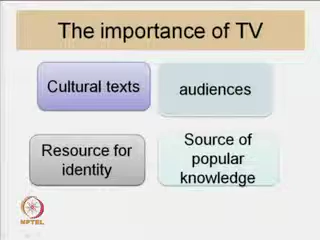 The importance of TV
Cultural texts
audiences
Resource for
identity
Source of
popular
knowledge
NPTEL